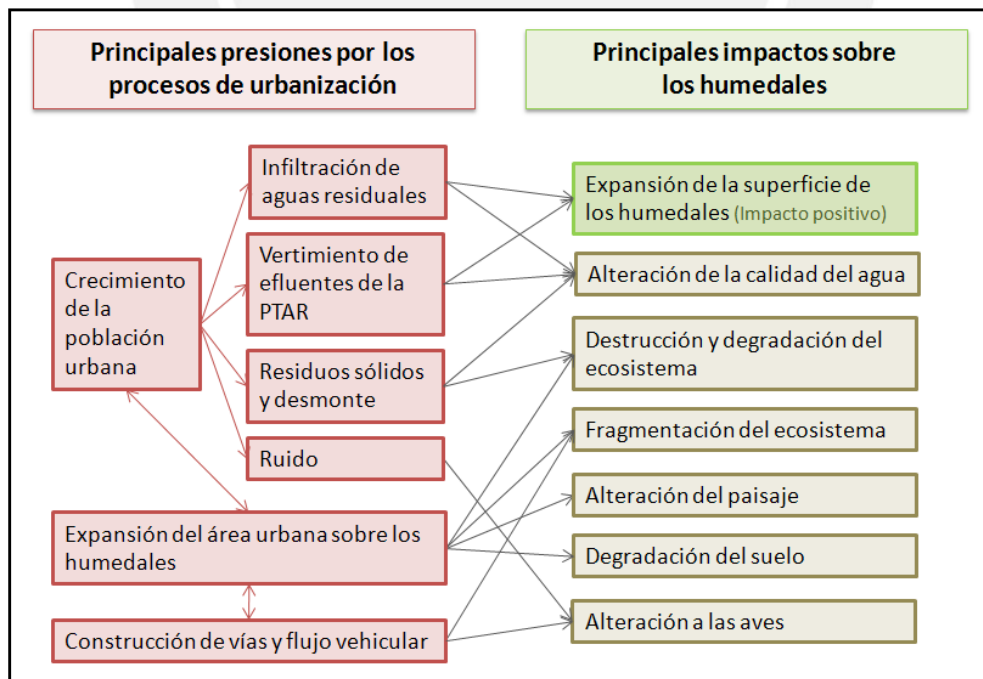 Principales presiones por los
procesos de urbanización
Principales impactos sobre
los humedales
Infiltración de
aguas residuales
Vertimiento de
efluentes de la
PTAR
Crecimiento
de la
población
urbana
Residuos sólidos
y desmonte
Ruido
Expansión del área urbana sobre los
humedales
Construcción de vías y flujo vehicular
Expansión de la superficie de
los humedales (Impacto positivo)
Alteración de la calidad del agua
Destrucción y degradación del
ecosistema
Fragmentación del ecosistema
Alteración del paisaje
Degradación del suelo
Alteración a las aves